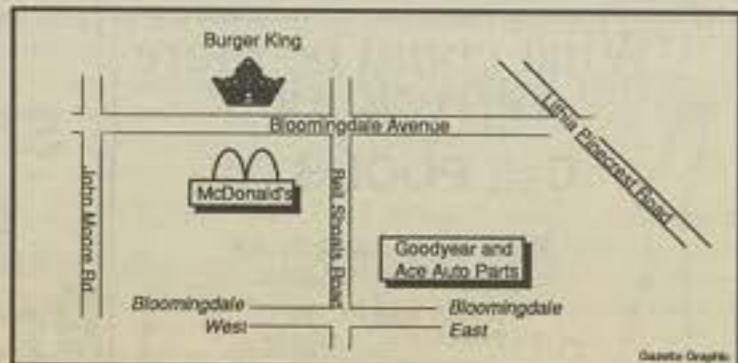 Burger King
Bloomingdale Avenue
Lithia Pinecrest Road
McDonald's
John Moore Rd.
Bell Shoals Road
Goodyear and
Ace Auto Parts
Bloomingdale
West
Bloomingdale
East
Gazette Graphic